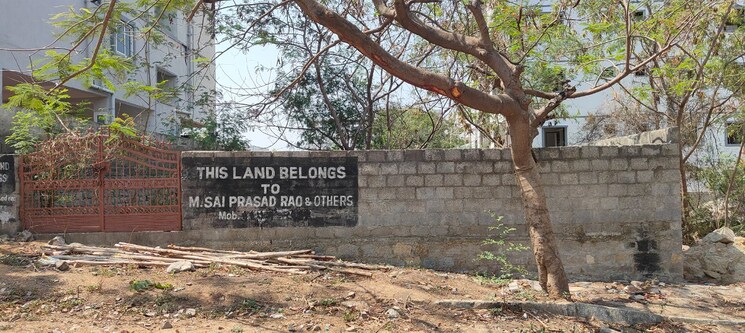 THIS LAND BELONGS
TO
M. SAI PRASAD RAO & OTHERS
Mob.